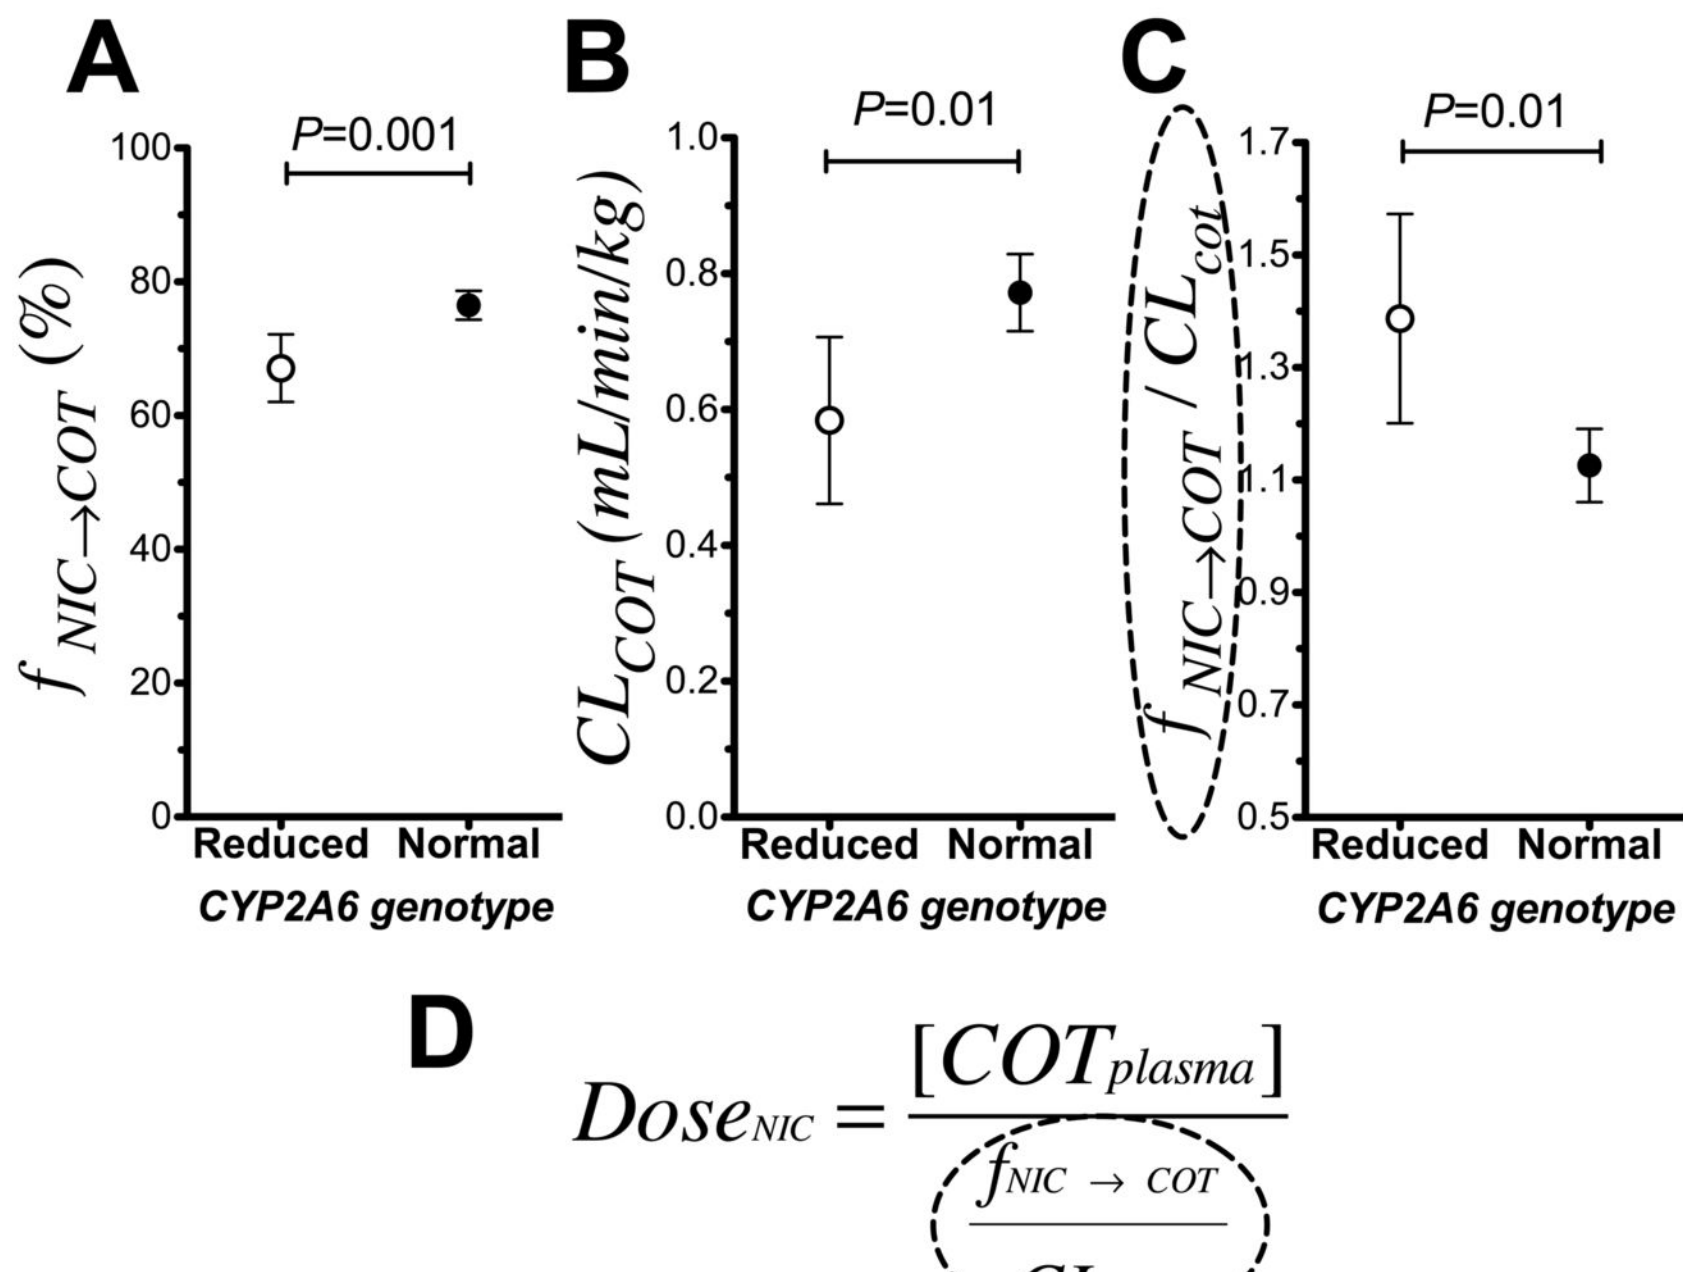 A
P=0.001
100
80
60
40
20
0
f NIC→COT (%)
Reduced Normal
CYP2A6 genotype
B
P=0.01
1.0
0.8
0.6
0.4
0.2
0.0
CL COT (mL/min/kg)
Reduced Normal
CYP2A6 genotype
C
P=0.01
1.7
1.5
1.3
1.1
0.9
0.7
0.5
f NIC→COT / CL cot
Reduced Normal
CYP2A6 genotype
D
[COT plasma]
Dose NIC =
f NIC → COT